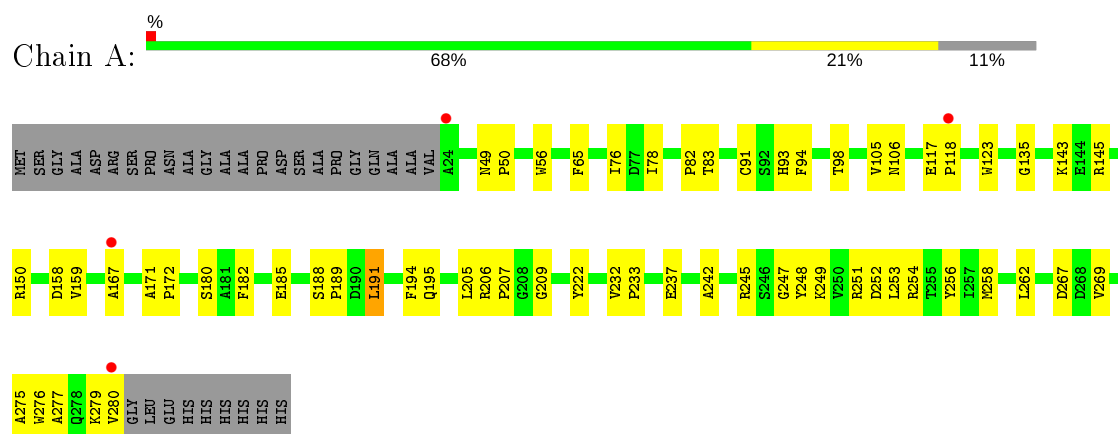 %
Chain A:
68% 21% 11%
MET SER GLY ALA ASP ARG SER PRO ASN ALA GLY ALA ALA PRO ASP SER ALA PRO GLY GLN ALA ALA VAL A24 N49 P50 W56 F65 I76 D77 I78 P82 T83 C91 S92 H93 F94 T98 V105 N106 E117 P118 W123 G135 K143 E144 R145
R150 D158 V159 A167 A171 P172 S180 A181 F182 E185 S188 P189 D190 L191 F194 Q195 L205 R206 P207 G208 G209 Y222 V232 P233 E237 A242 R245 S246 G247 Y248 K249 V250 R251 D252 L253 R254 T255 Y256 I257 M258 L262 D267 D268 V269
A275 W276 A277 Q278 K279 V280 GLY LEU GLU HIS HIS HIS HIS HIS HIS